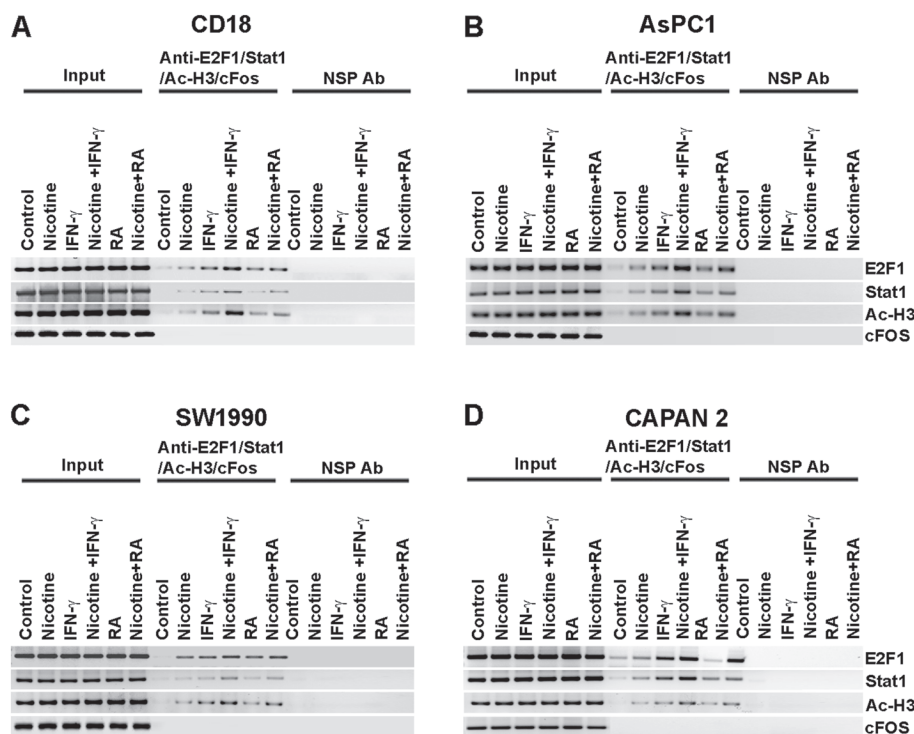 A
CD18
Input
Anti-E2F1/Stat1
/Ac-H3/cFos
NSP Ab
Control
Nicotine
IFN-γ
Nicotine +IFN-γ
RA
Nicotine+RA
Control
Nicotine
IFN-γ
Nicotine +IFN-γ
RA
Nicotine+RA
Control
Nicotine
IFN-γ
Nicotine +IFN-γ
RA
Nicotine+RA
B
AsPC1
Input
Anti-E2F1/Stat1
/Ac-H3/cFos
NSP Ab
Control
Nicotine
IFN-γ
Nicotine +IFN-γ
RA
Nicotine+RA
Control
Nicotine
IFN-γ
Nicotine +IFN-γ
RA
Nicotine+RA
Control
Nicotine
IFN-γ
Nicotine +IFN-γ
RA
Nicotine+RA
E2F1
Stat1
Ac-H3
cFOS
C
SW1990
Input
Anti-E2F1/Stat1
/Ac-H3/cFos
NSP Ab
Control
Nicotine
IFN-γ
Nicotine +IFN-γ
RA
Nicotine+RA
Control
Nicotine
IFN-γ
Nicotine +IFN-γ
RA
Nicotine+RA
Control
Nicotine
IFN-γ
Nicotine +IFN-γ
RA
Nicotine+RA
D
CAPAN 2
Input
Anti-E2F1/Stat1
/Ac-H3/cFos
NSP Ab
Control
Nicotine
IFN-γ
Nicotine +IFN-γ
RA
Nicotine+RA
Control
Nicotine
IFN-γ
Nicotine +IFN-γ
RA
Nicotine+RA
Control
Nicotine
IFN-γ
Nicotine +IFN-γ
RA
Nicotine+RA
E2F1
Stat1
Ac-H3
cFOS